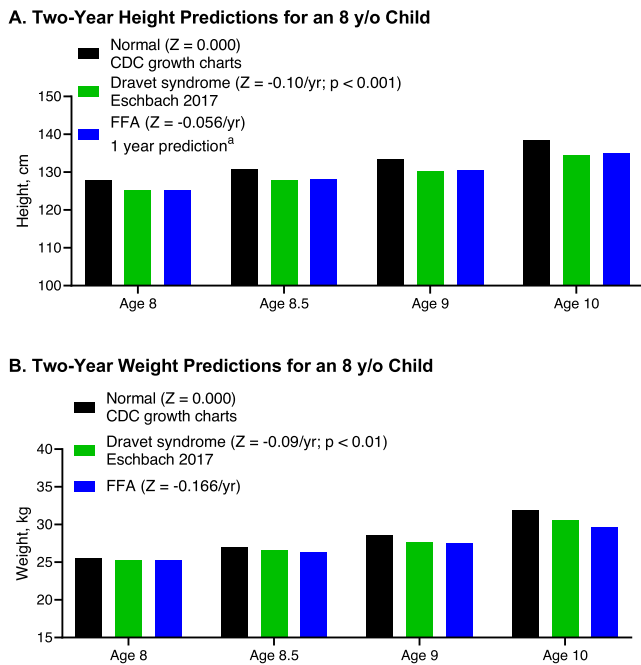 A. Two-Year Height Predictions for an 8 y/o Child
Normal (Z = 0.000)
CDC growth charts
Dravet syndrome (Z = -0.10/yr; p < 0.001)
Eschbach 2017
FFA (Z = -0.056/yr)
1 year predictionᵃ
150
140
130
120
110
100
Height, cm
Age 8
Age 8.5
Age 9
Age 10
B. Two-Year Weight Predictions for an 8 y/o Child
Normal (Z = 0.000)
CDC growth charts
Dravet syndrome (Z = -0.09/yr; p < 0.01)
Eschbach 2017
FFA (Z = -0.166/yr)
40
35
30
25
20
15
Weight, kg
Age 8
Age 8.5
Age 9
Age 10